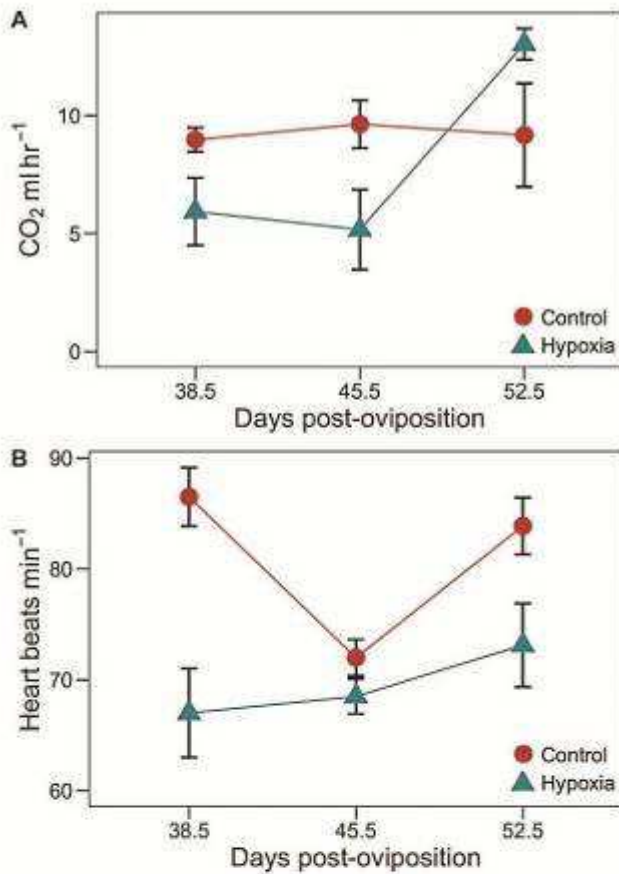 A
CO₂ ml hr⁻¹
10
5
0
Control
Hypoxia
38.5 45.5 52.5
Days post-oviposition
B
Heart beats min⁻¹
90
80
70
60
Control
Hypoxia
38.5 45.5 52.5
Days post-oviposition